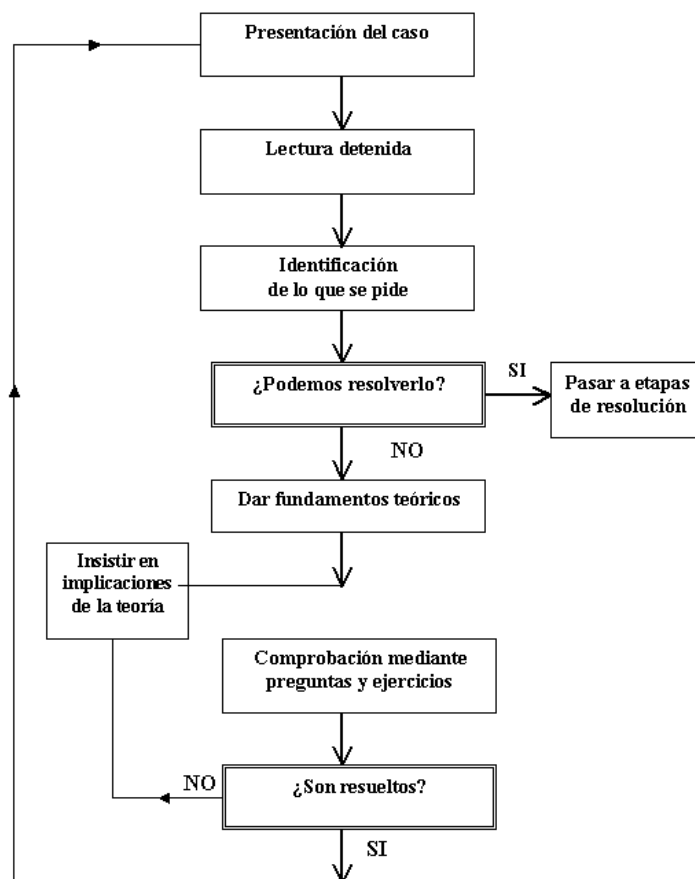 Presentación del caso
Lectura detenida
Identificación
de lo que se pide
¿Podemos resolverlo?
SI
Pasar a etapas
de resolución
NO
Dar fundamentos teóricos
Insistir en
implicaciones
de la teoría
Comprobación mediante
preguntas y ejercicios
NO
¿Son resueltos?
SI